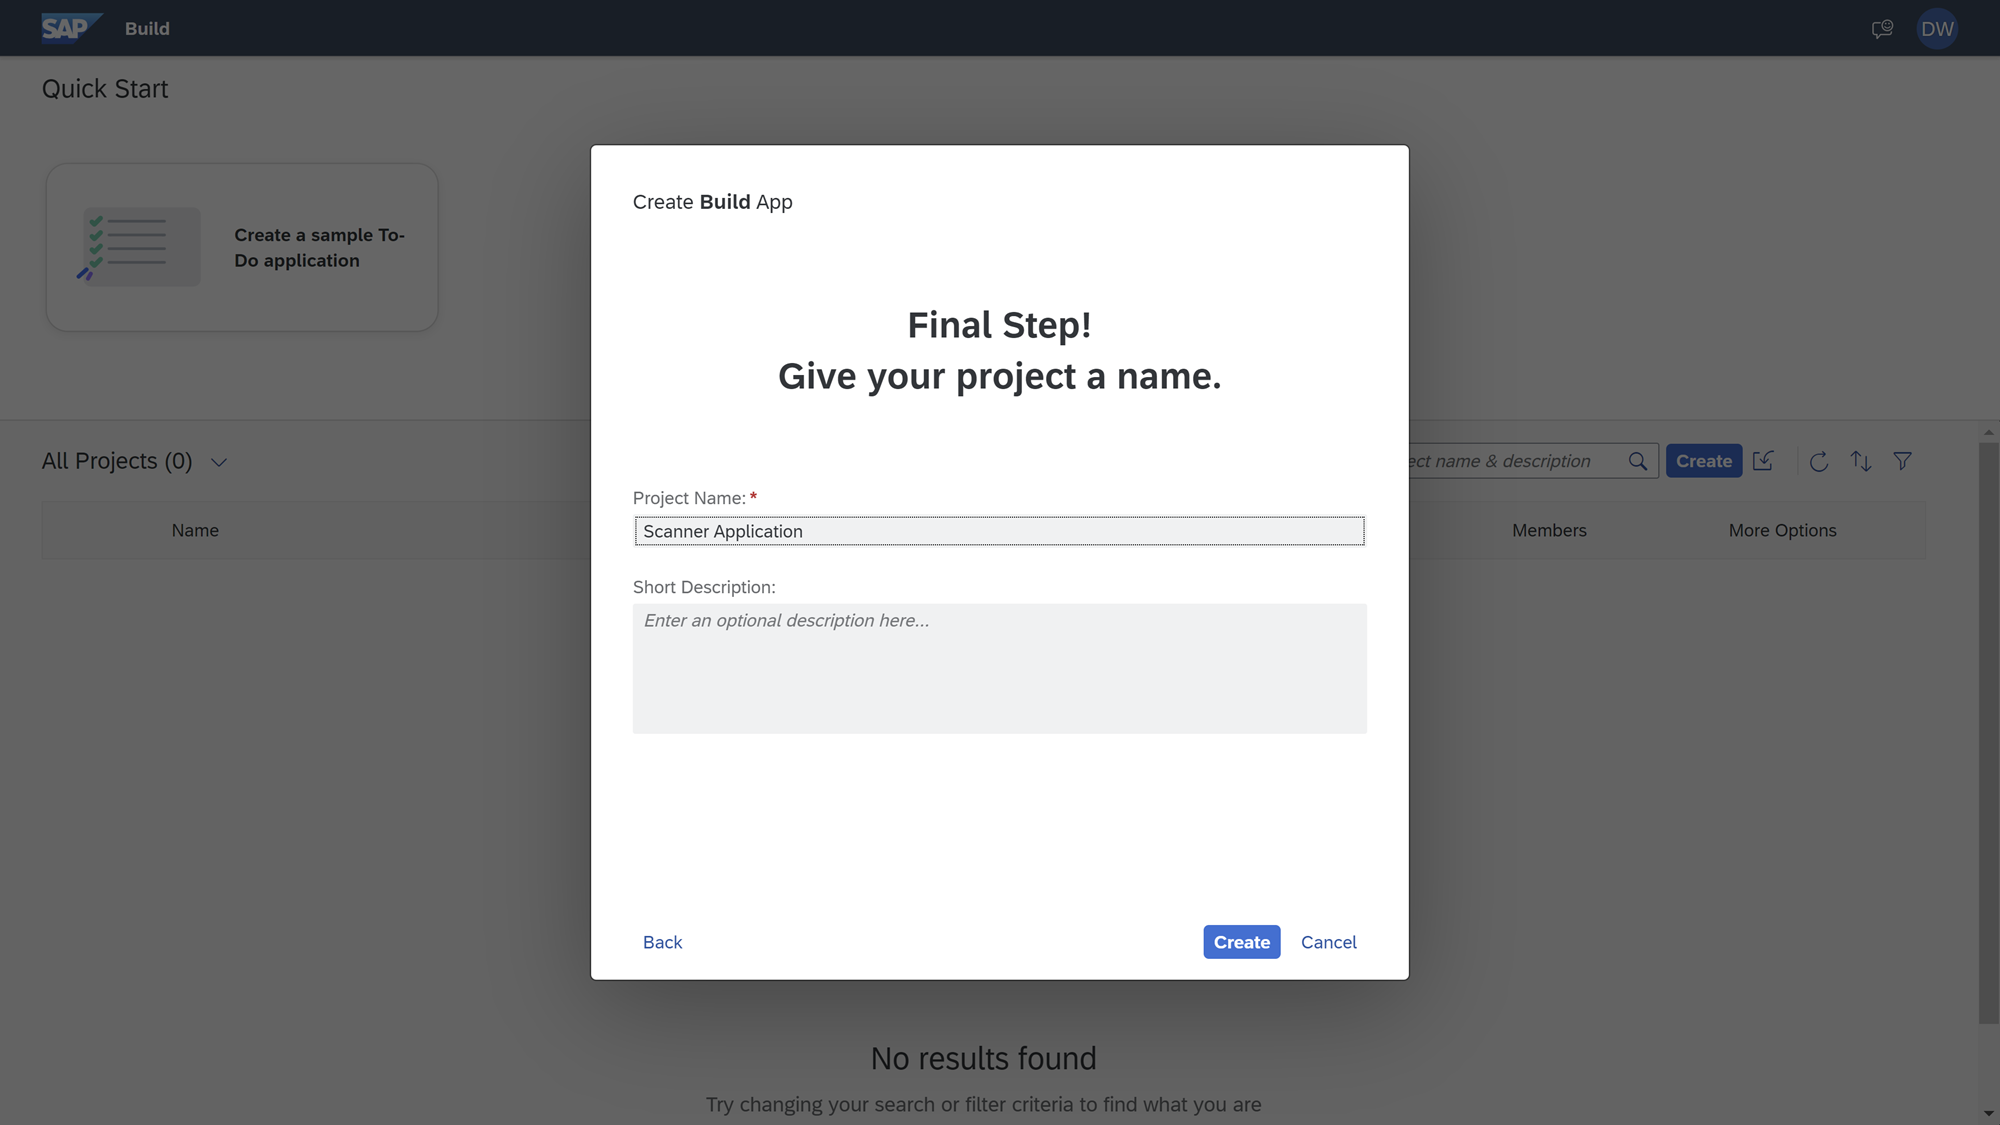 SAP Build DW
Quick Start
Create a sample To-
Do application
All Projects (0)
ect name & description Create
Name Members More Options
Create Build App
Final Step!
Give your project a name.
Project Name: *
Scanner Application
Short Description:
Enter an optional description here...
Back Create Cancel
No results found
Try changing your search or filter criteria to find what you are